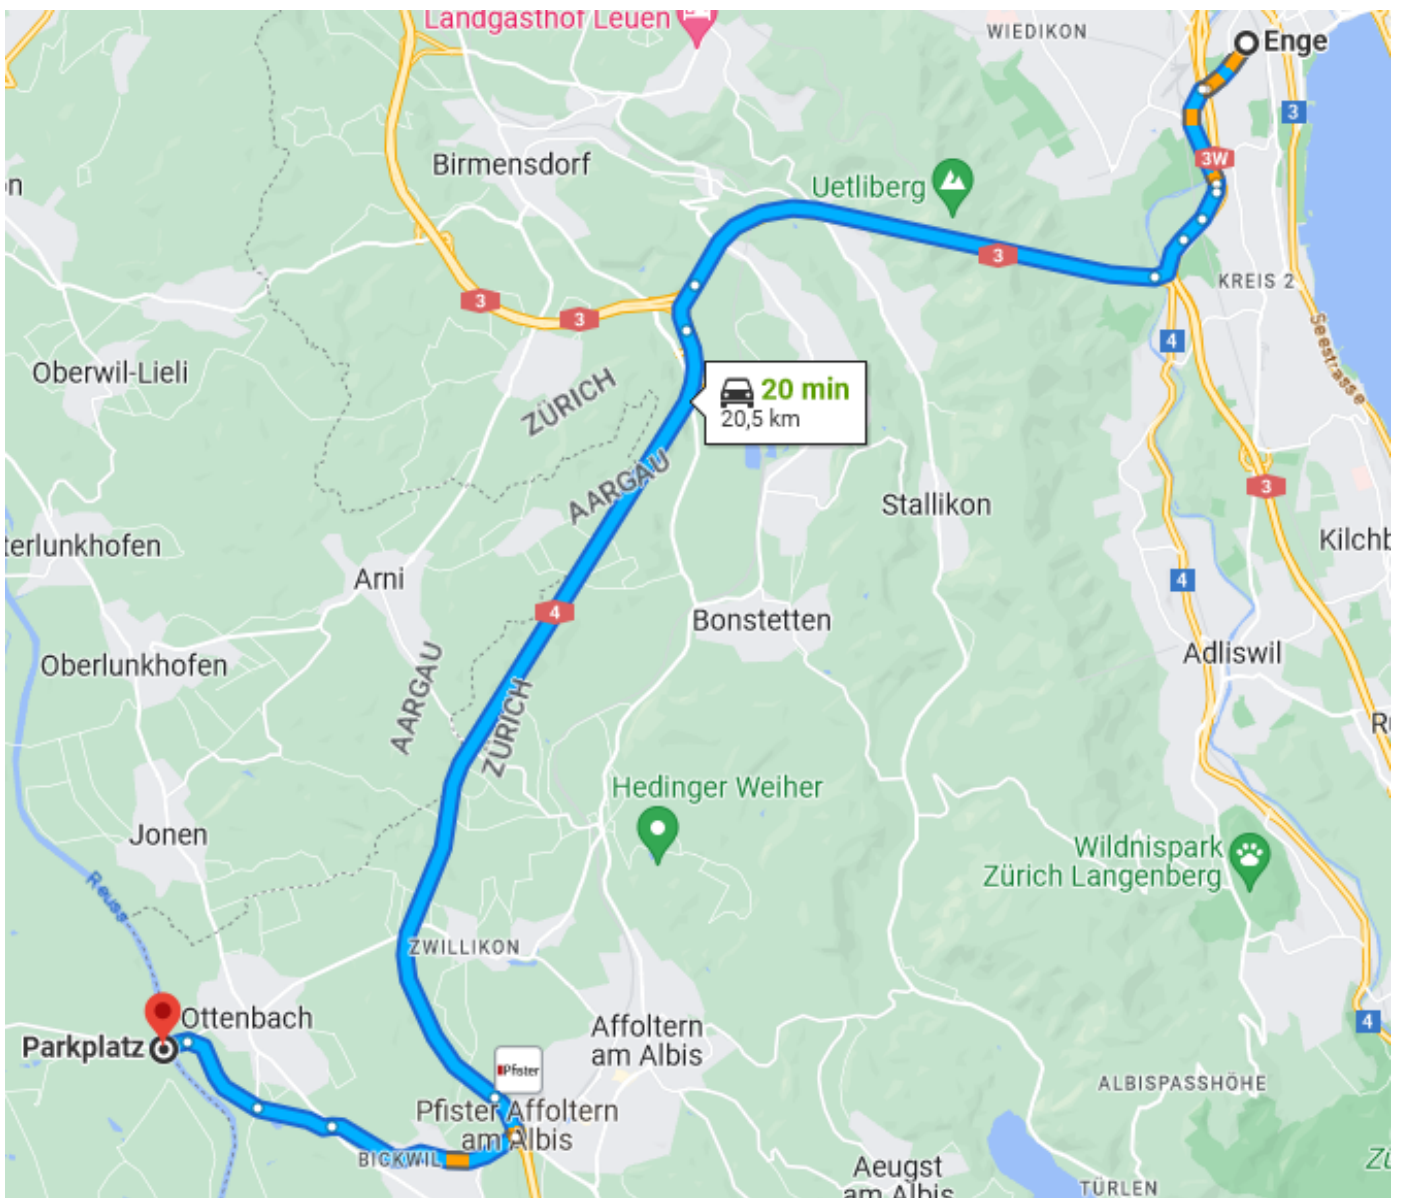 Landgasthof Leuen
WIEDIKON
Enge
3
Birmensdorf
3W
Uetliberg
3
KREIS 2
3
3
4
Seestrasse
Oberwil-Lieli
ZÜRICH
20 min
20,5 km
AARGAU
3
Stallikon
terlunkhofen
Kilchb
Arni
4
4
Bonstetten
Oberlunkhofen
AARGAU
ZÜRICH
Adliswil
Hedinger Weiher
Jonen
Wildnispark
Zürich Langenberg
Reuss
ZWILLIKON
Ottenbach
Parkplatz
Affoltern
am Albis
4
Pfister
ALBISPASSHÖHE
Pfister Affoltern
am Albis
BICKWIL
Aeugst
am Albis
TÜRLEN